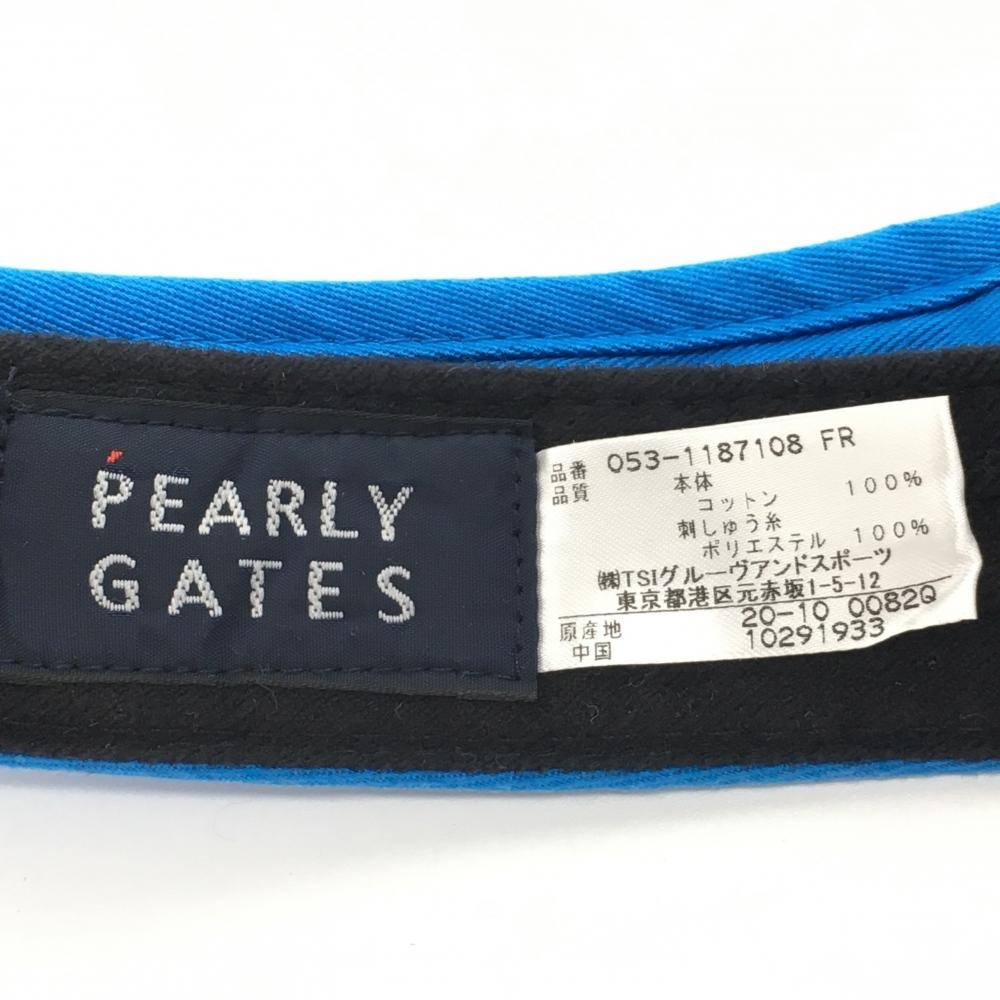 PEARLY
GATES
品番 053-1187108 FR
品質 本体
コットン 100%
刺しゅう糸
ポリエステル 100%
㈱TSIグルーヴアンドスポーツ
東京都港区元赤坂1-5-12
20-10 0082Q
原産地 10291933
中国